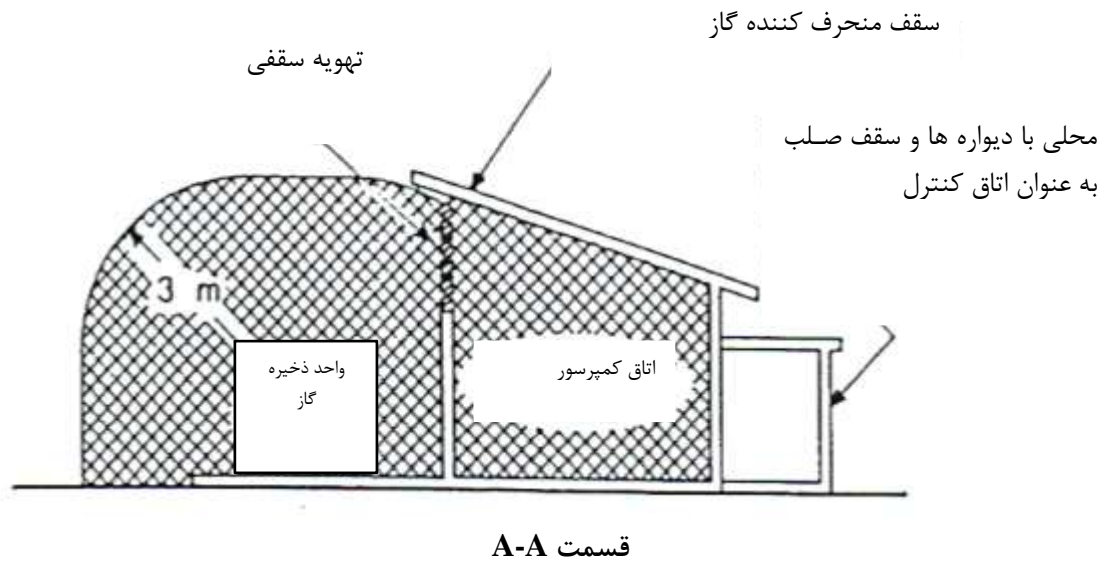 سقف منحرف کننده گاز
تهویه سقفی
محلی با دیواره ها و سقف صـلب
به عنوان اتاق کنترل
3 m
واحد ذخیره
گاز
اتاق کمپرسور
قسمت A-A